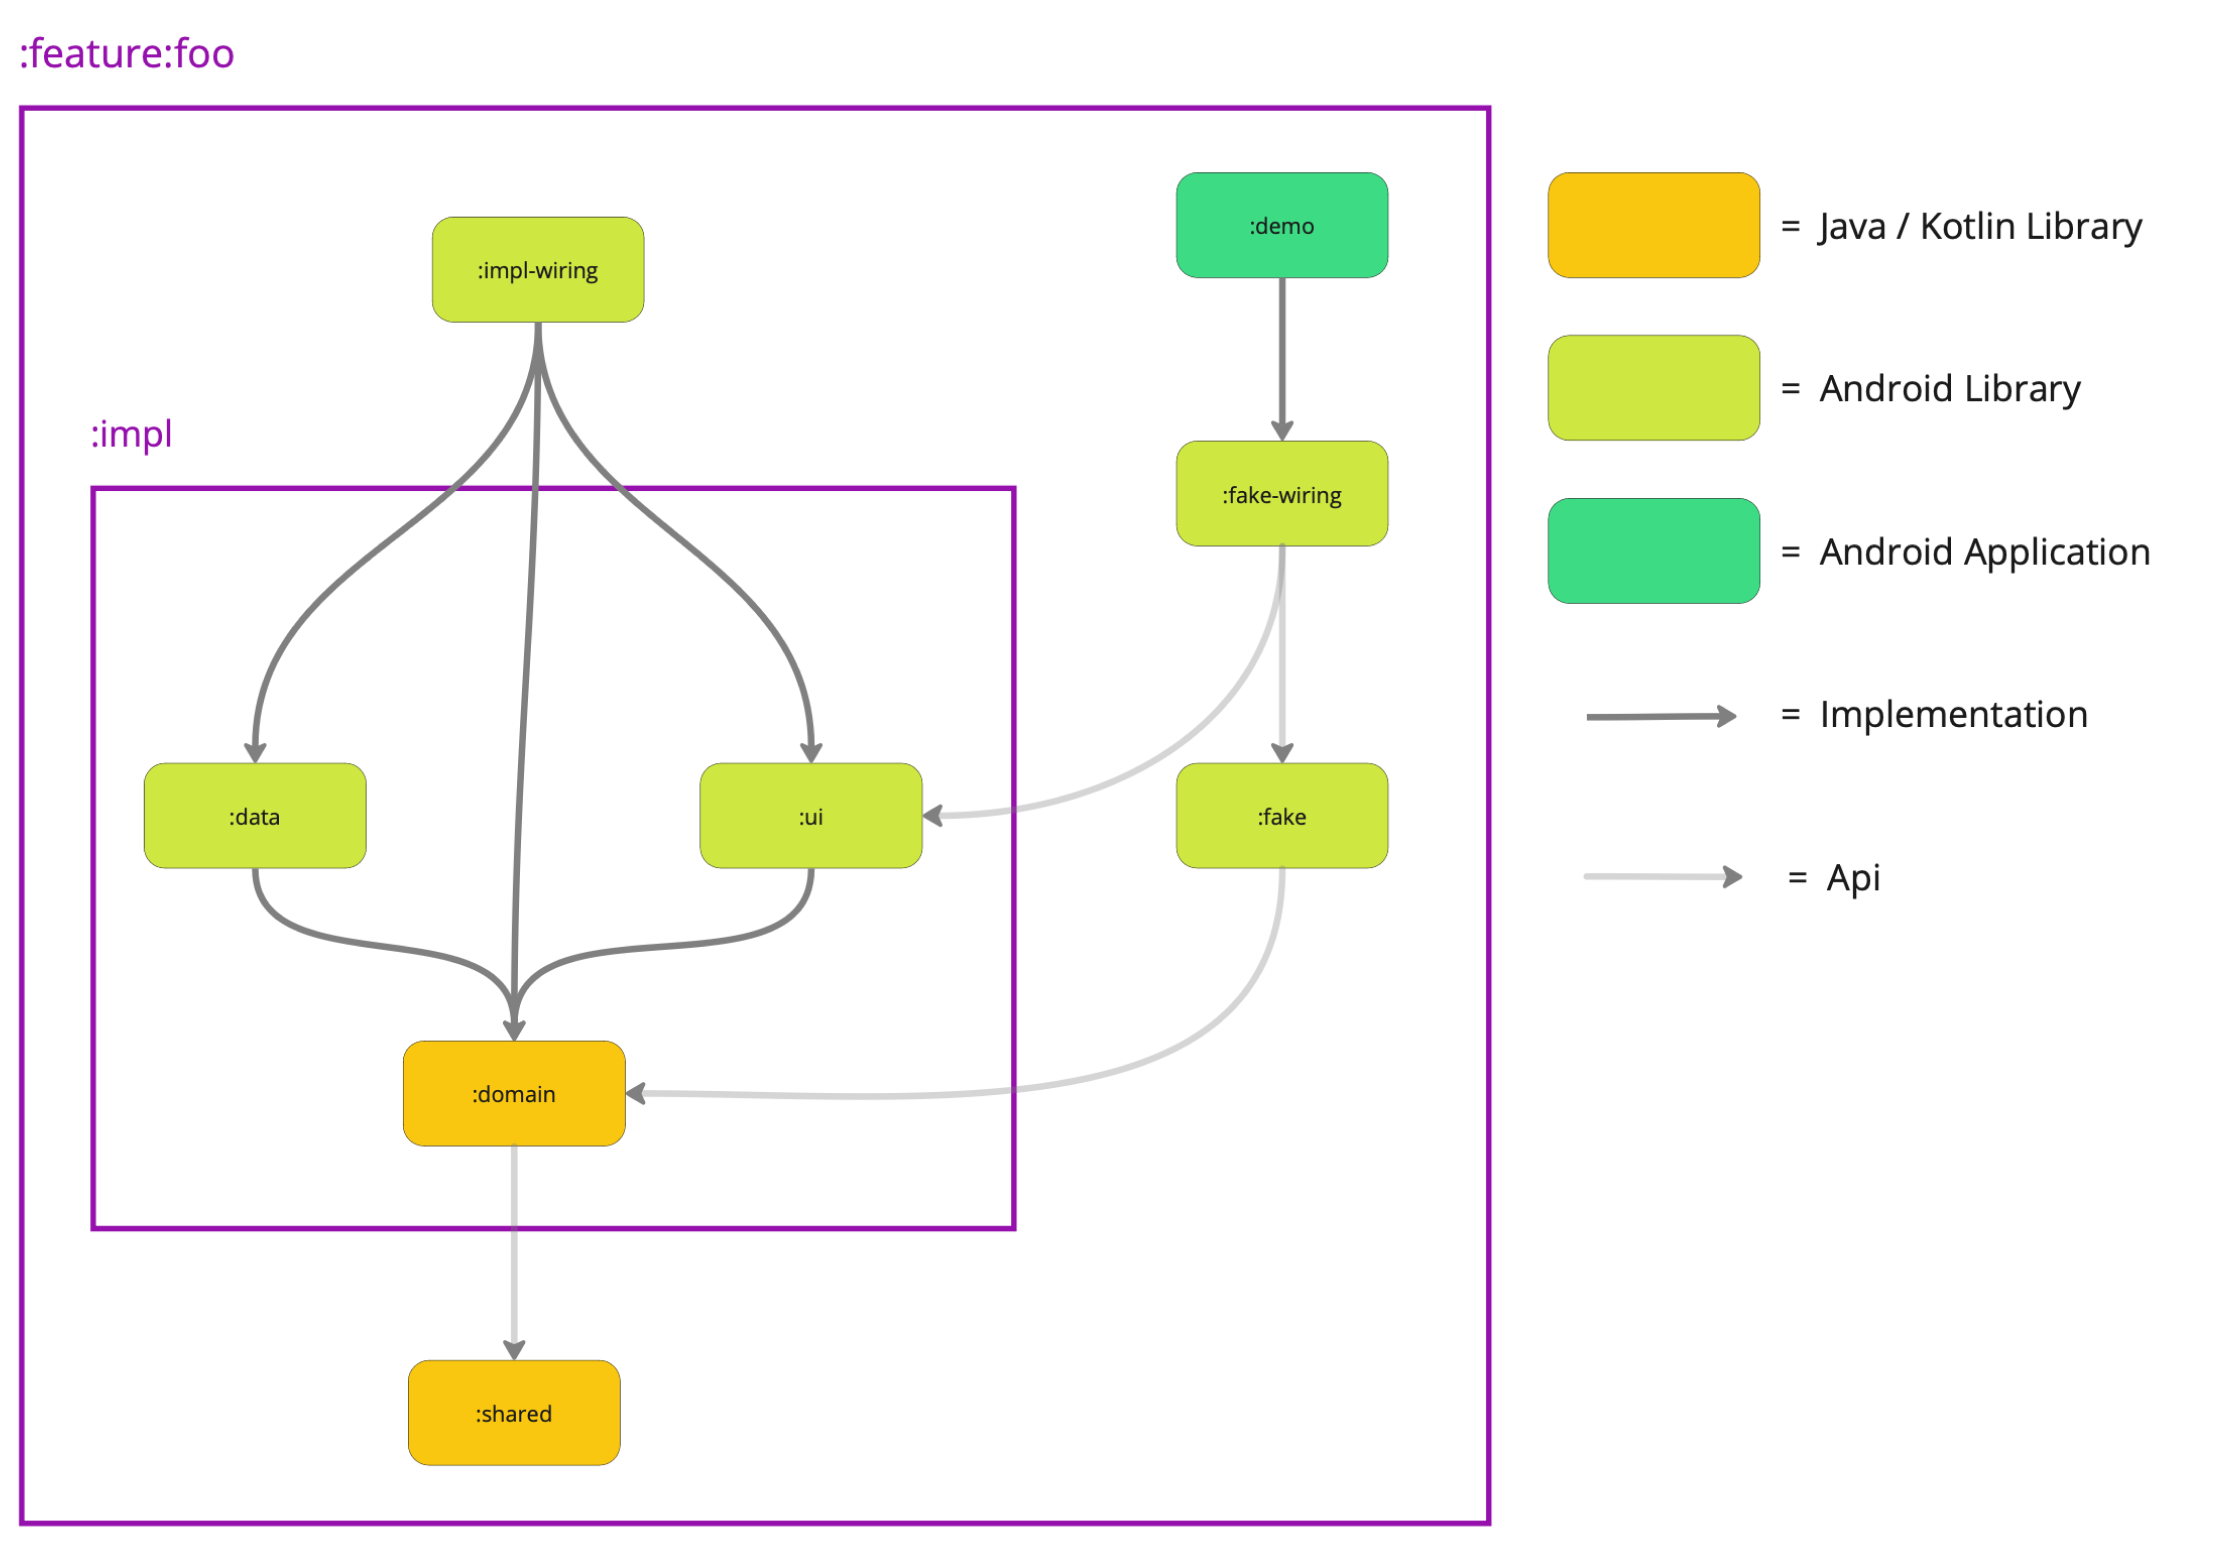 :feature:foo
:impl-wiring
:demo
:impl
:fake-wiring
:data
:ui
:fake
:domain
:shared
= Java / Kotlin Library
= Android Library
= Android Application
= Implementation
= Api